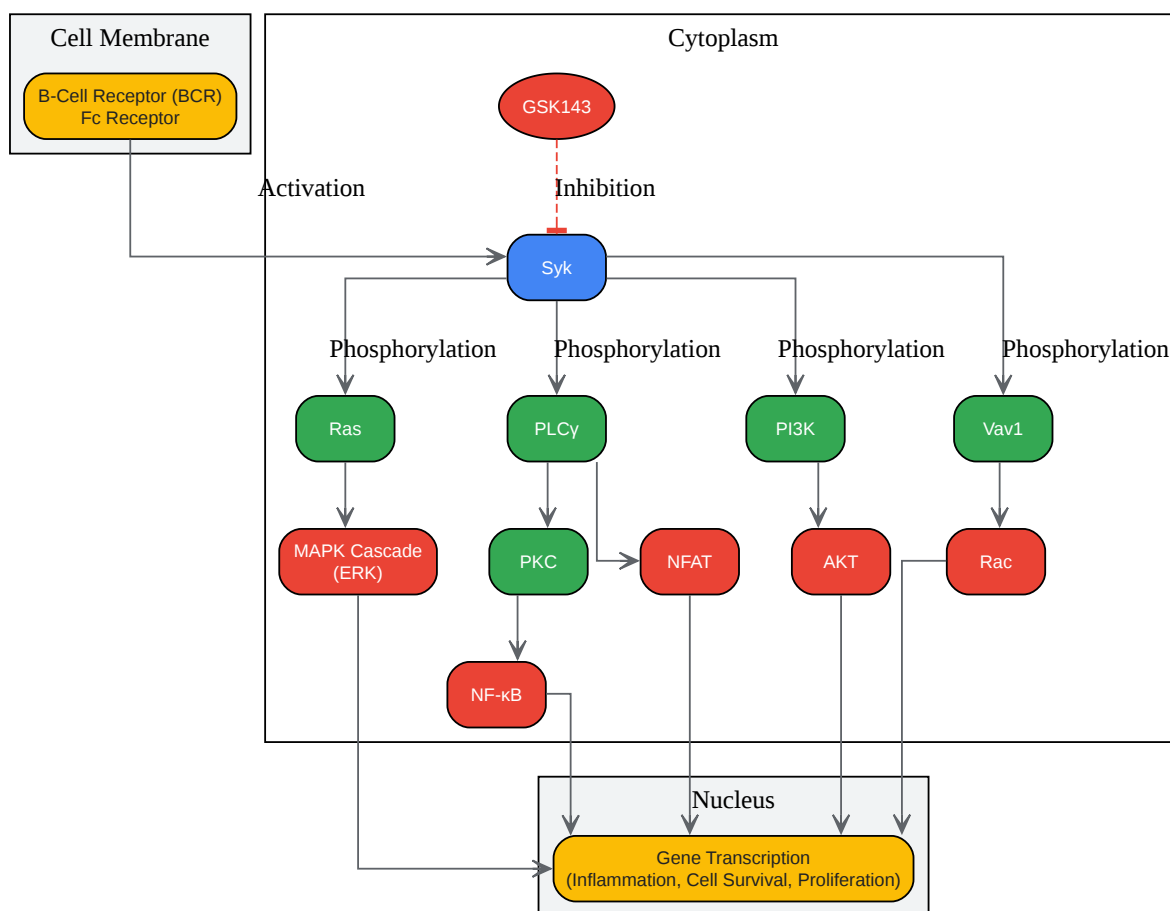 Cell Membrane
Cytoplasm
B-Cell Receptor (BCR)
Fc Receptor
GSK143
Activation
Inhibition
Syk
Phosphorylation
Phosphorylation
Phosphorylation
Phosphorylation
Ras
PLCγ
PI3K
Vav1
MAPK Cascade
(ERK)
PKC
NFAT
AKT
Rac
NF-κB
Nucleus
Gene Transcription
(Inflammation, Cell Survival, Proliferation)